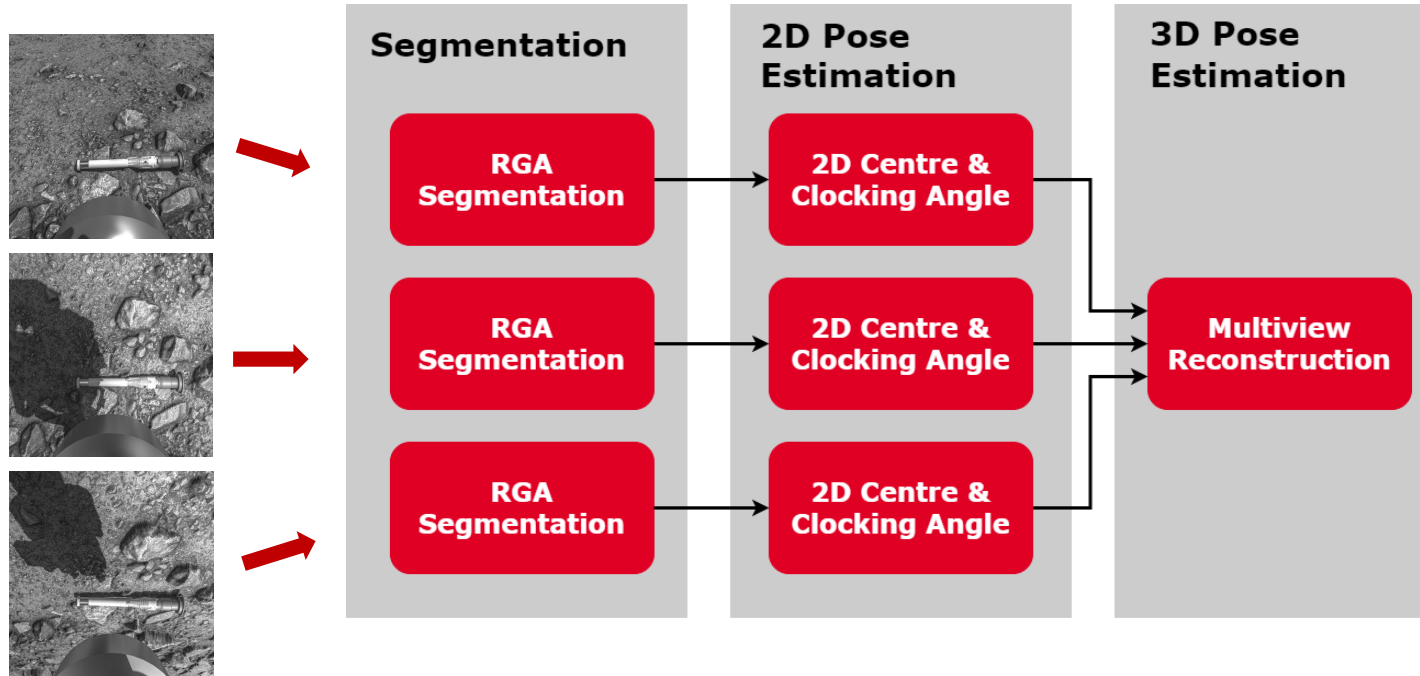 Segmentation
2D Pose
Estimation
3D Pose
Estimation
RGA
Segmentation
2D Centre &
Clocking Angle
RGA
Segmentation
2D Centre &
Clocking Angle
Multiview
Reconstruction
RGA
Segmentation
2D Centre &
Clocking Angle